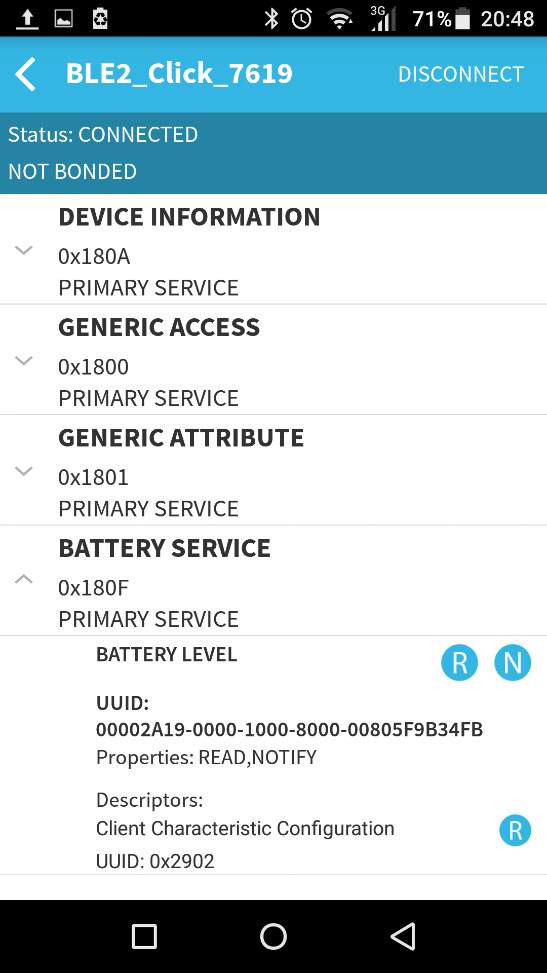 3G 71% 20:48
BLE2_Click_7619 DISCONNECT
Status: CONNECTED
NOT BONDED
DEVICE INFORMATION
0x180A
PRIMARY SERVICE
GENERIC ACCESS
0x1800
PRIMARY SERVICE
GENERIC ATTRIBUTE
0x1801
PRIMARY SERVICE
BATTERY SERVICE
0x180F
PRIMARY SERVICE
BATTERY LEVEL R N
UUID:
00002A19-0000-1000-8000-00805F9B34FB
Properties: READ,NOTIFY
Descriptors:
Client Characteristic Configuration R
UUID: 0x2902